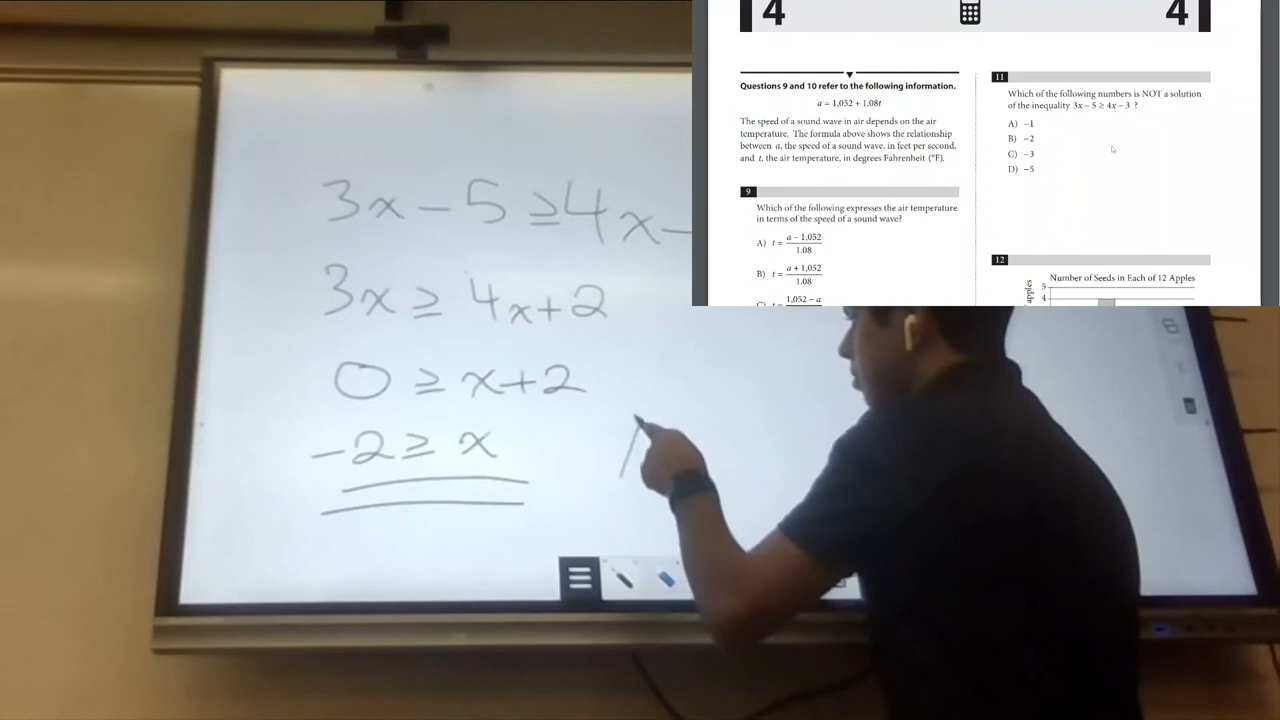 3x – 5 ≥ 4x –
3x ≥ 4x + 2
0 ≥ x + 2
–2 ≥ x
4 4
Questions 9 and 10 refer to the following information.
a = 1,052 + 1.08t
The speed of a sound wave in air depends on the air
temperature. The formula above shows the relationship
between a, the speed of a sound wave, in feet per second,
and t, the air temperature, in degrees Fahrenheit (°F).
9
Which of the following expresses the air temperature
in terms of the speed of a sound wave?
A) t = a – 1,052
1.08
B) t = a + 1,052
1.08
C) t = 1,052 – a
11
Which of the following numbers is NOT a solution
of the inequality 3x – 5 ≥ 4x – 3 ?
A) –1
B) –2
C) –3
D) –5
12
Number of Seeds in Each of 12 Apples
apples
5
4